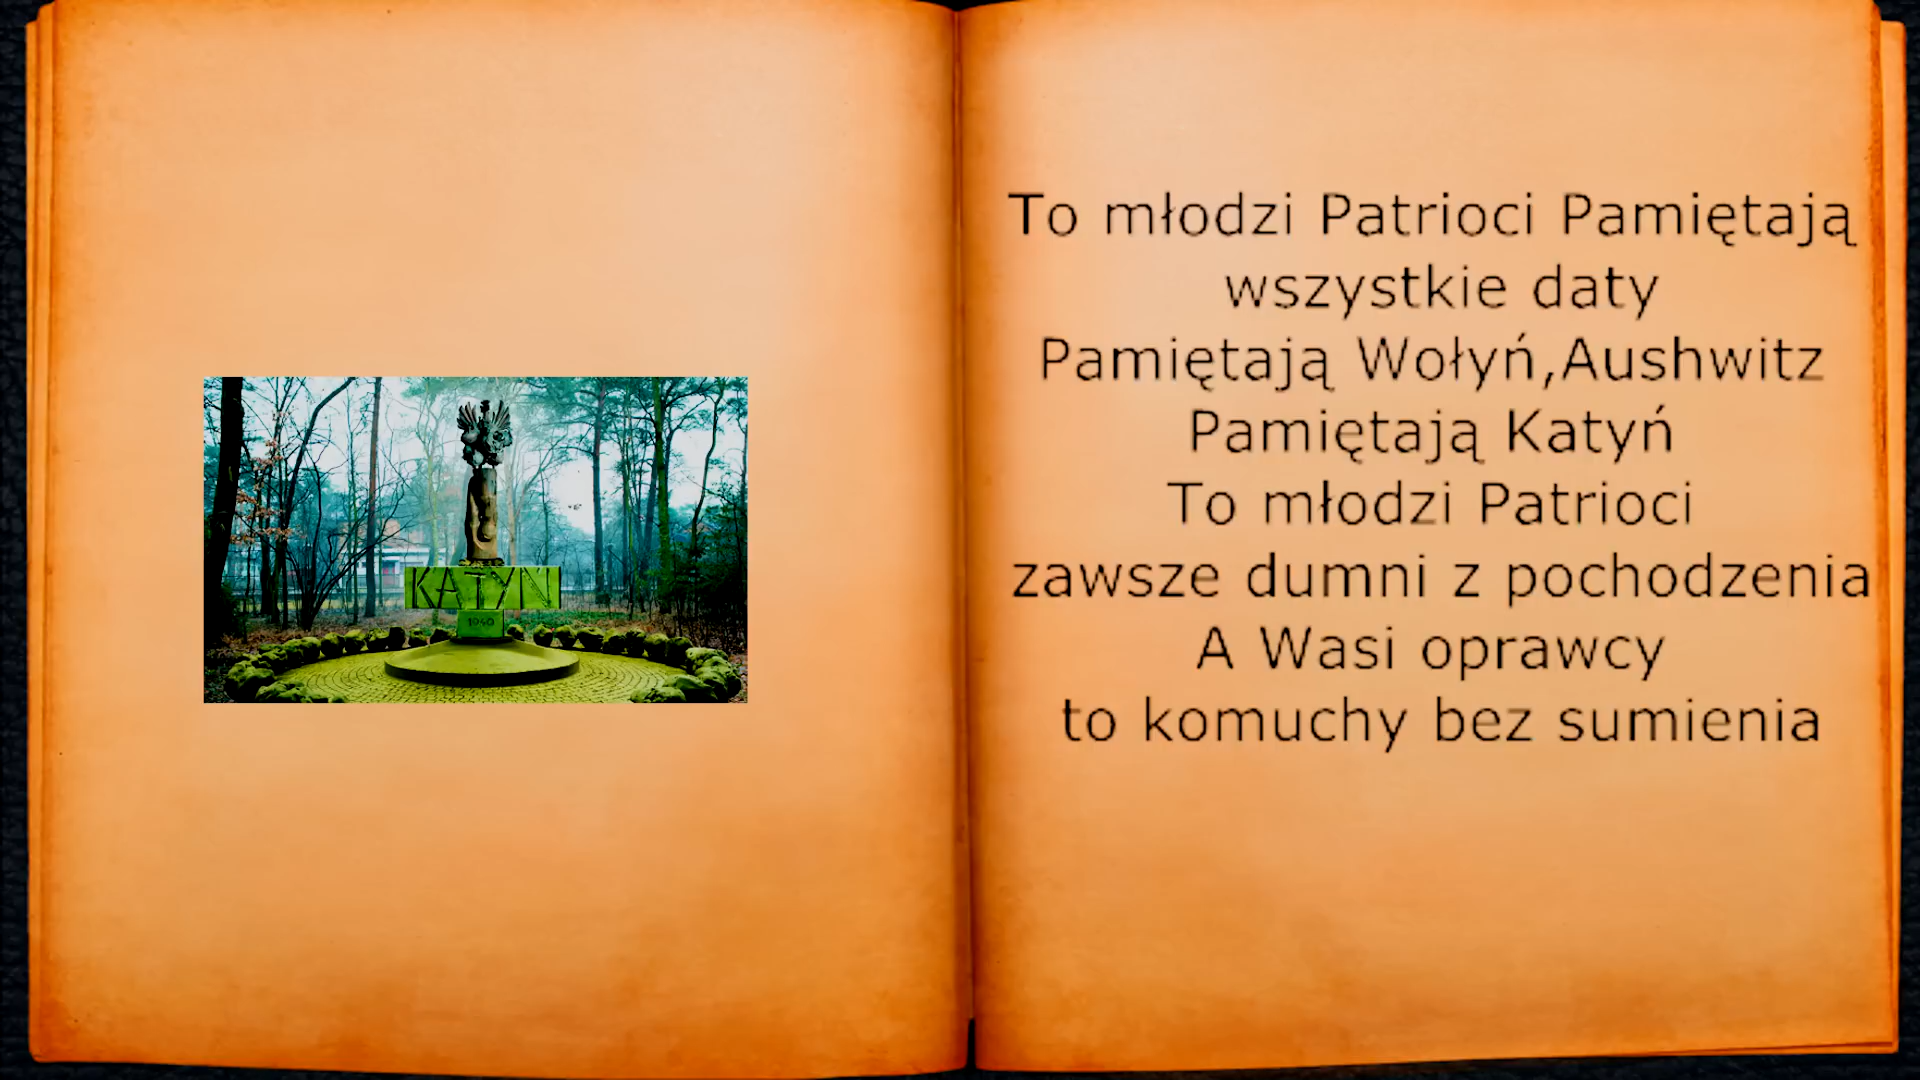 KATYŃ
1940
To młodzi Patrioci Pamiętają
wszystkie daty
Pamiętają Wołyń,Aushwitz
Pamiętają Katyń
To młodzi Patrioci
zawsze dumni z pochodzenia
A Wasi oprawcy
to komuchy bez sumienia